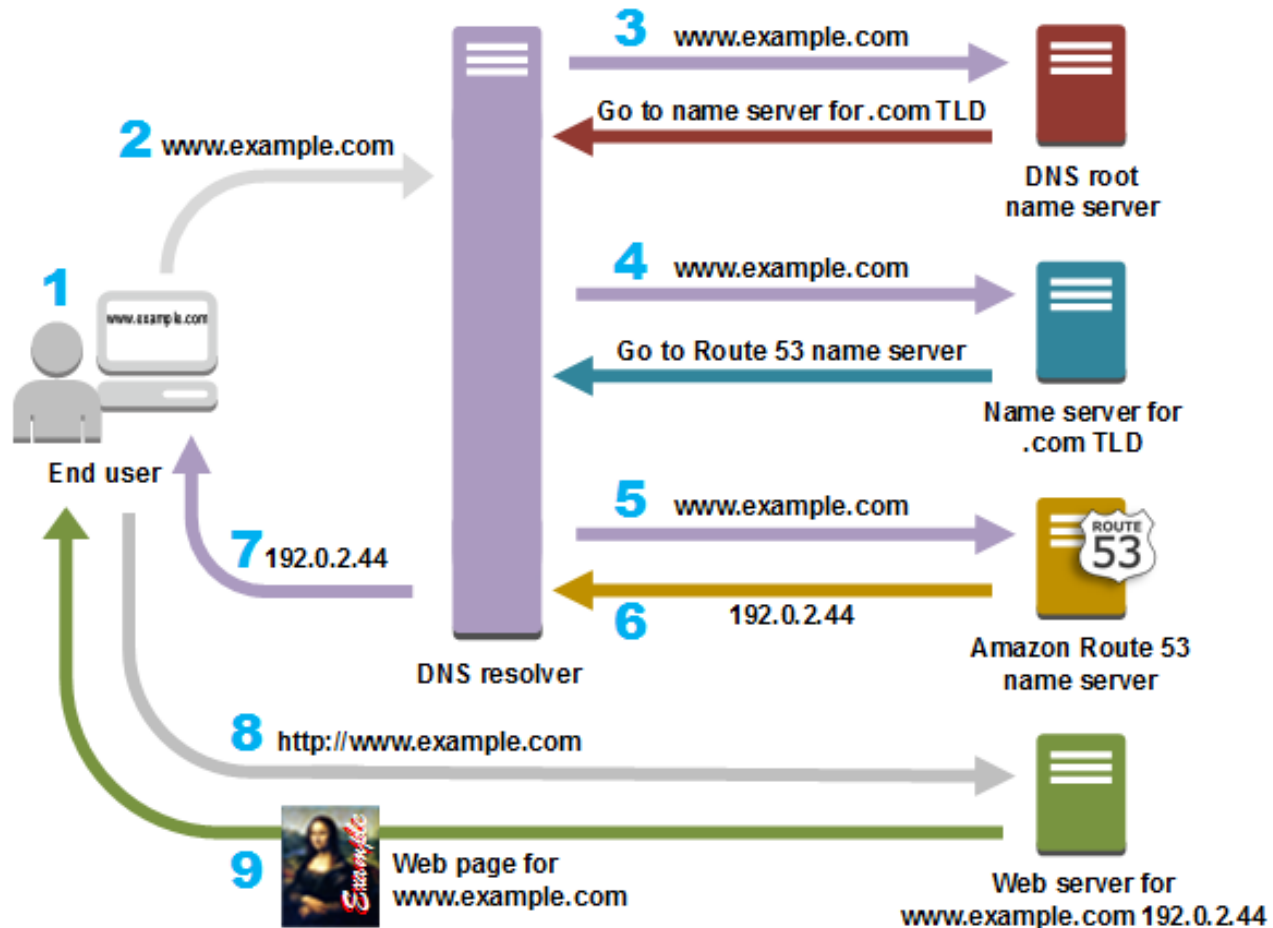 3 www.example.com
Go to name server for .com TLD
DNS root
name server
2 www.example.com
4 www.example.com
1
www.example.com
Go to Route 53 name server
Name server for
.com TLD
End user
5 www.example.com
ROUTE
53
7 192.0.2.44
6 192.0.2.44
Amazon Route 53
name server
DNS resolver
8 http://www.example.com
9
Example
Web page for
www.example.com
Web server for
www.example.com 192.0.2.44